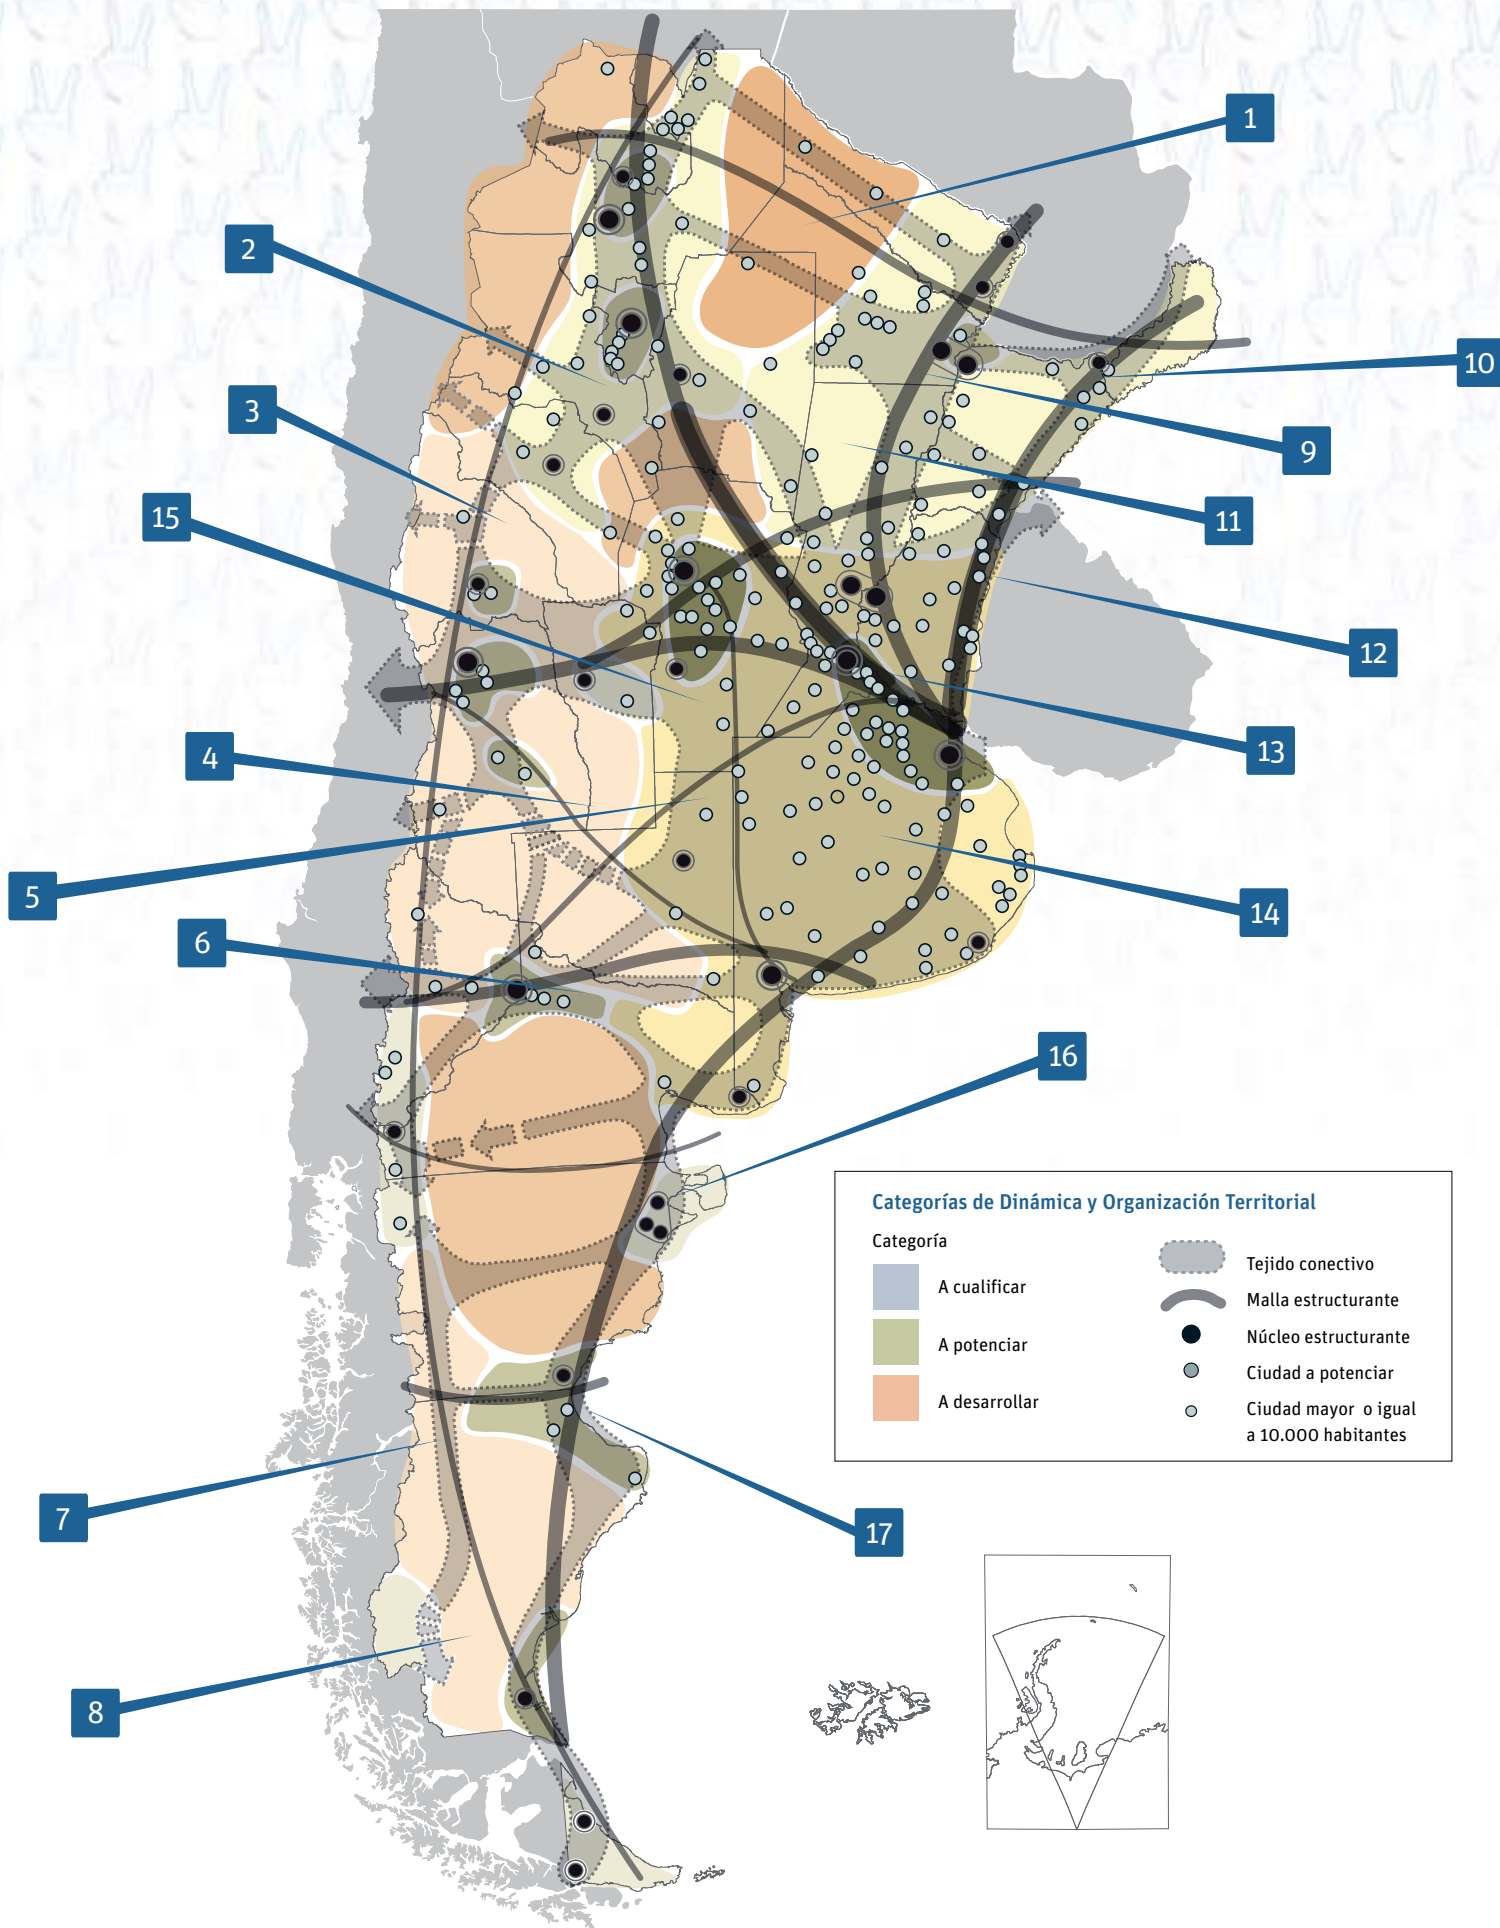 1
2
10
3
9
11
15
12
13
4
5
14
6
16
Categorías de Dinámica y Organización Territorial
Categoría
A cualificar
A potenciar
A desarrollar
Tejido conectivo
Malla estructurante
Núcleo estructurante
Ciudad a potenciar
Ciudad mayor o igual
a 10.000 habitantes
7
17
8